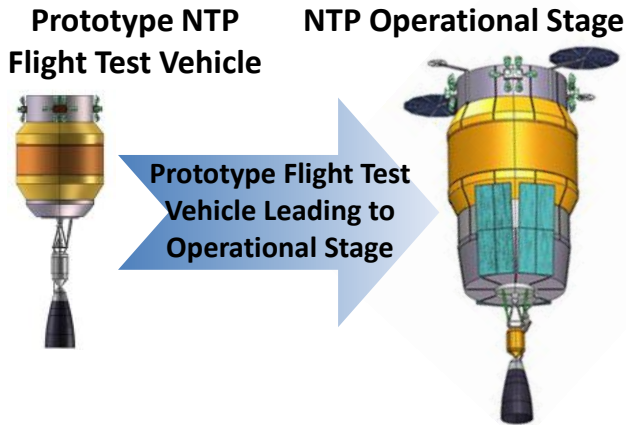 Prototype NTP
Flight Test Vehicle
NTP Operational Stage
Prototype Flight Test
Vehicle Leading to
Operational Stage